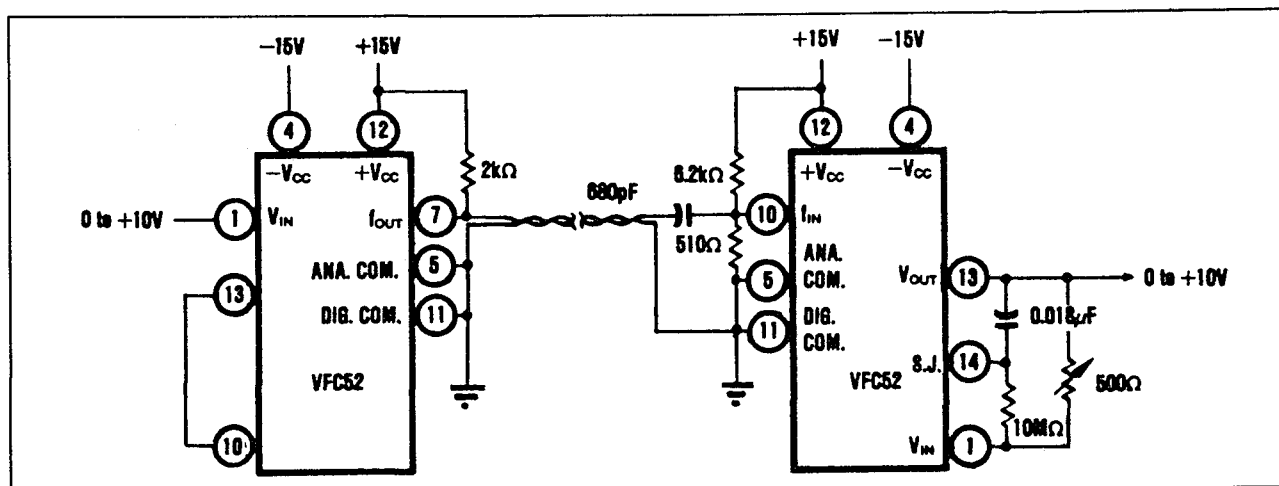 −15V +15V
4 12
−VCC +VCC
2kΩ
0 to +10V 1 VIN fOUT 7
ANA. COM. 5
13
DIG. COM. 11
VFC52
10
680pF
510Ω
+15V −15V
12 4
+VCC −VCC
6.2kΩ
10 fIN
5 ANA. COM.
11 DIG. COM.
VOUT 13 0 to +10V
0.018μF
S.J. 14
VFC52
500Ω
10MΩ
VIN 1